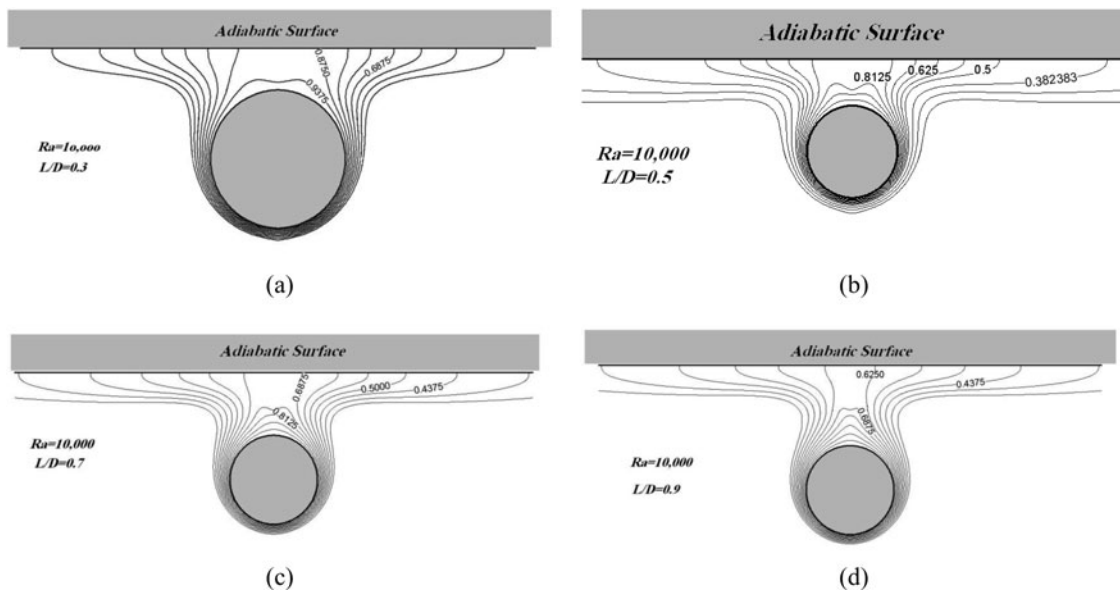 Adiabatic Surface
0.8750
0.6875
0.9375
Ra=10,000
L/D=0.3
(a)
Adiabatic Surface
0.8125
0.625
0.5
0.382383
Ra=10,000
L/D=0.5
(b)
Adiabatic Surface
0.6875
0.5000
0.4375
0.8125
Ra=10,000
L/D=0.7
(c)
Adiabatic Surface
0.6250
0.4375
0.6875
Ra=10,000
L/D=0.9
(d)